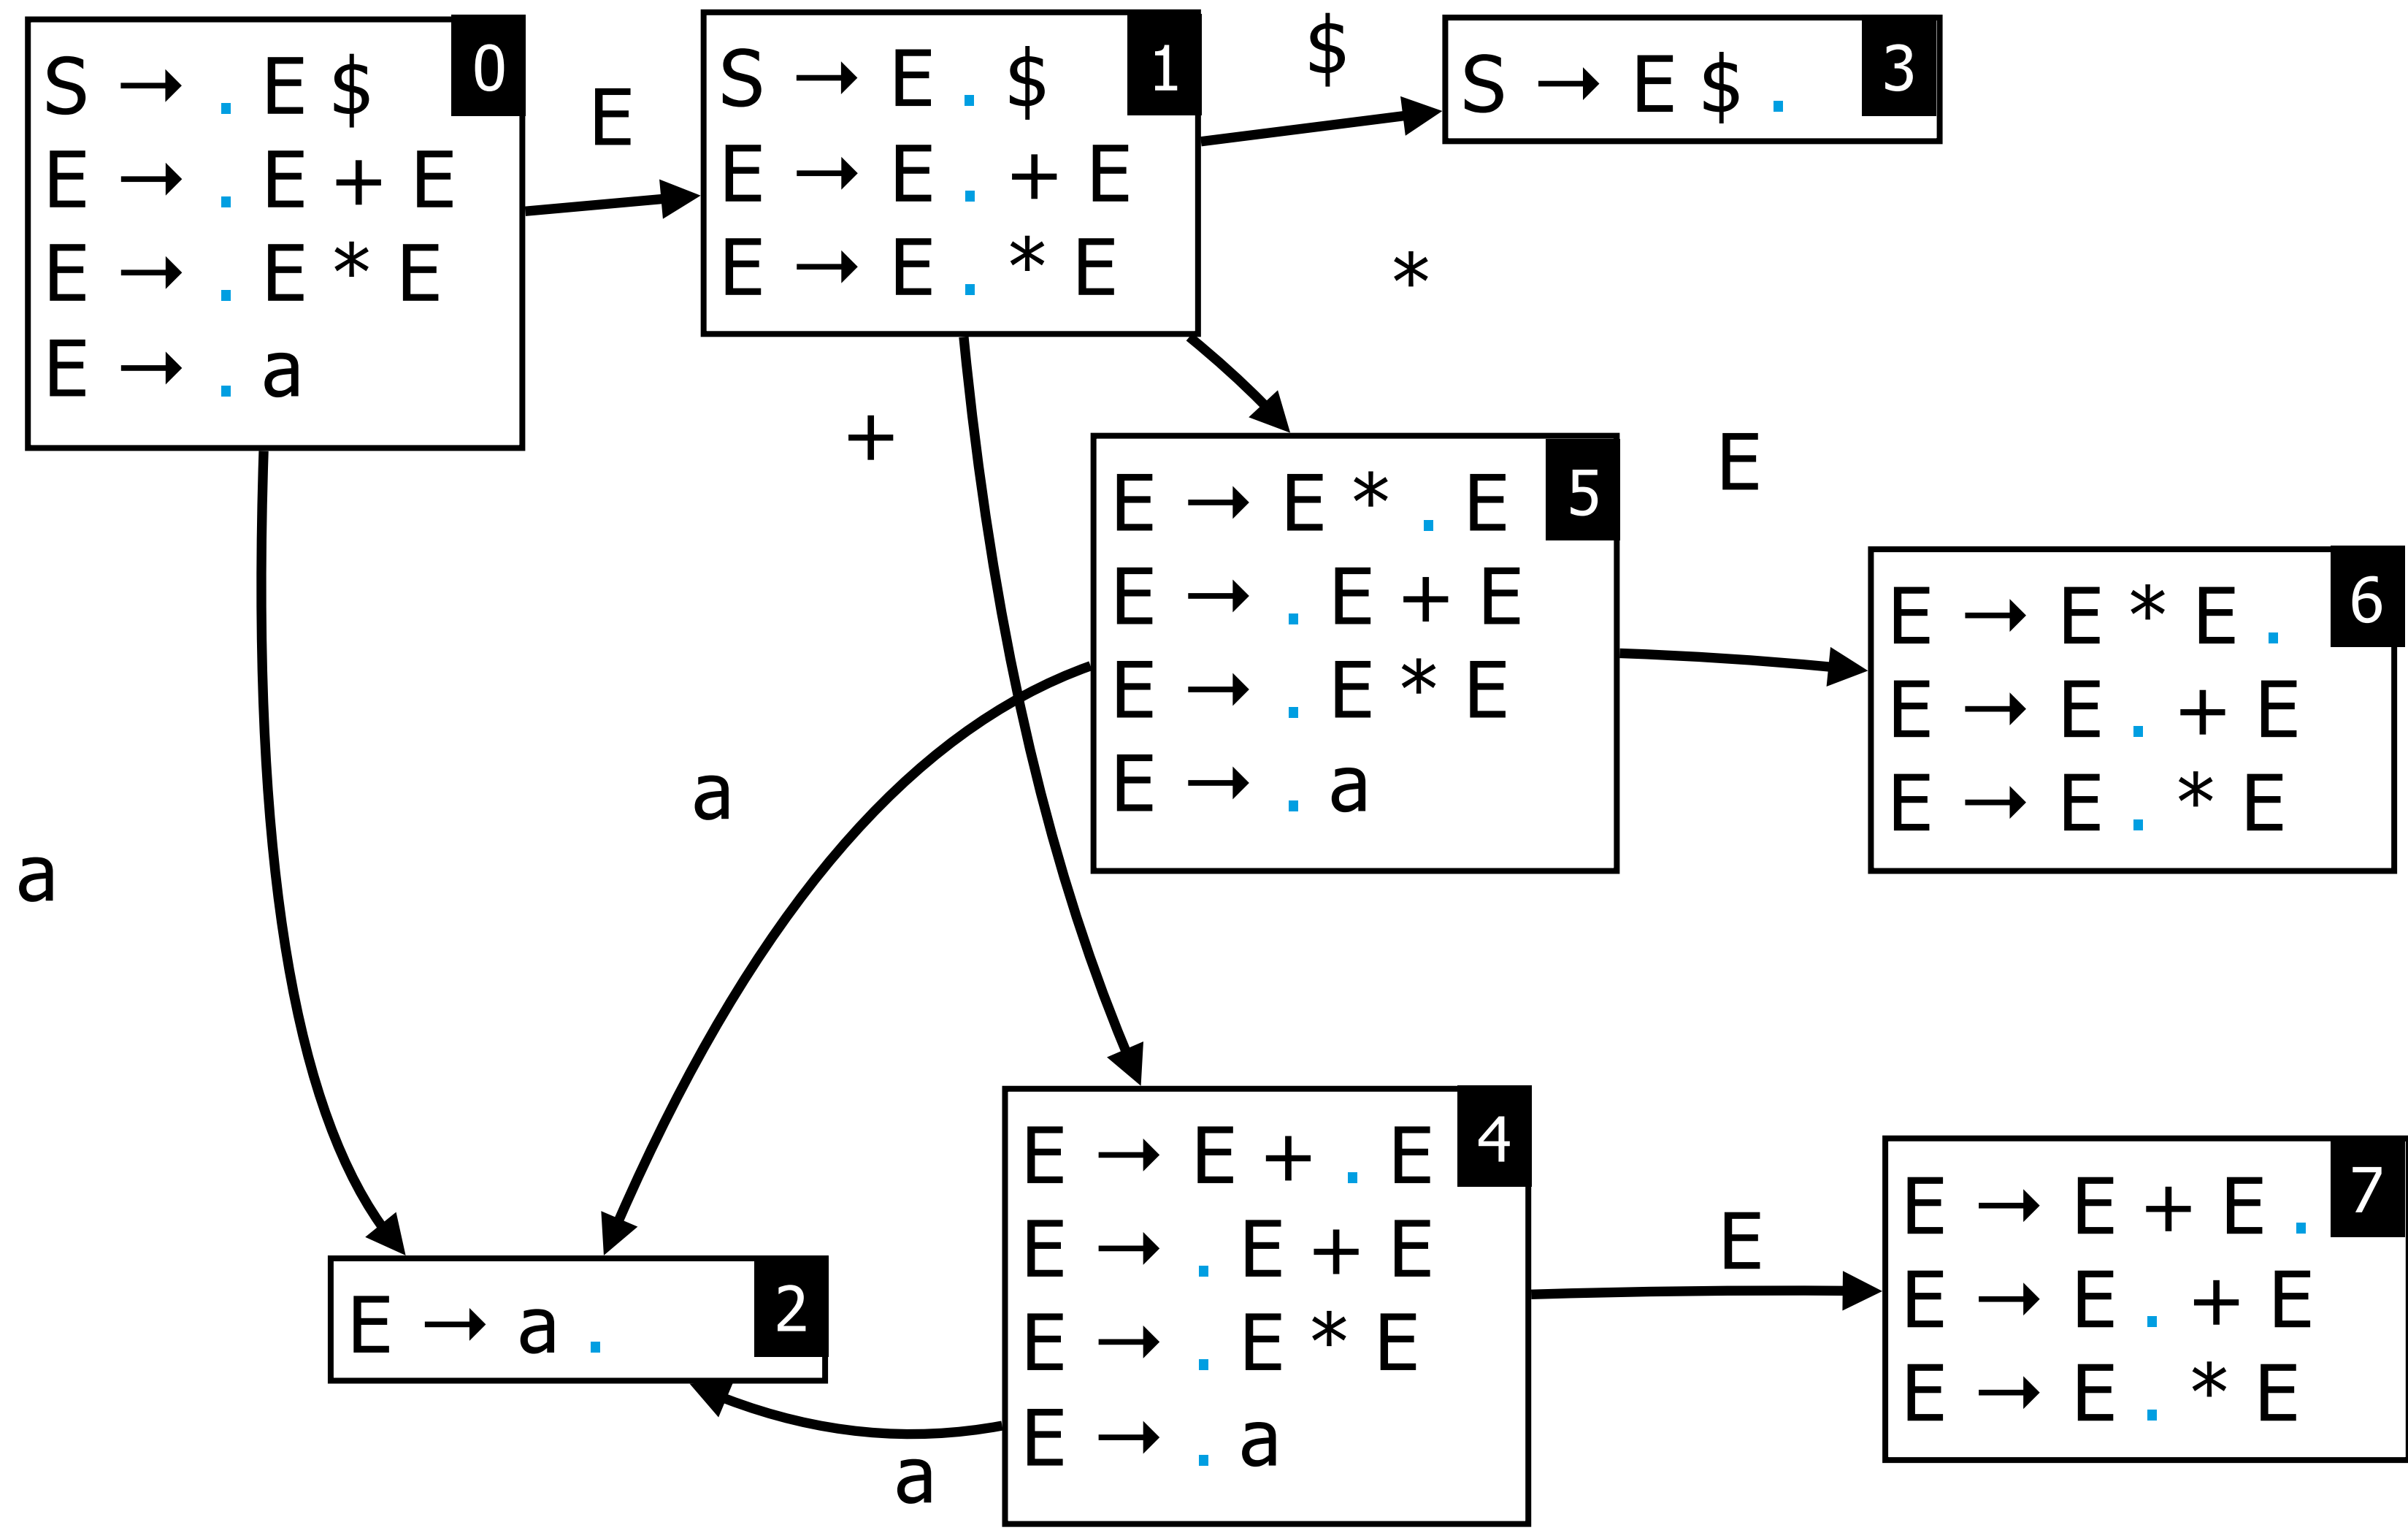 0
S → . E $
E → . E + E
E → . E * E
E → . a
E
1
S → E . $
E → E . + E
E → E . * E
$
3
S → E $ .
*
+
5
E → E * . E
E → . E + E
E → . E * E
E → . a
E
6
E → E * E .
E → E . + E
E → E . * E
a
a
4
E → E + . E
E → . E + E
E → . E * E
E → . a
E
7
E → E + E .
E → E . + E
E → E . * E
2
E → a .
a